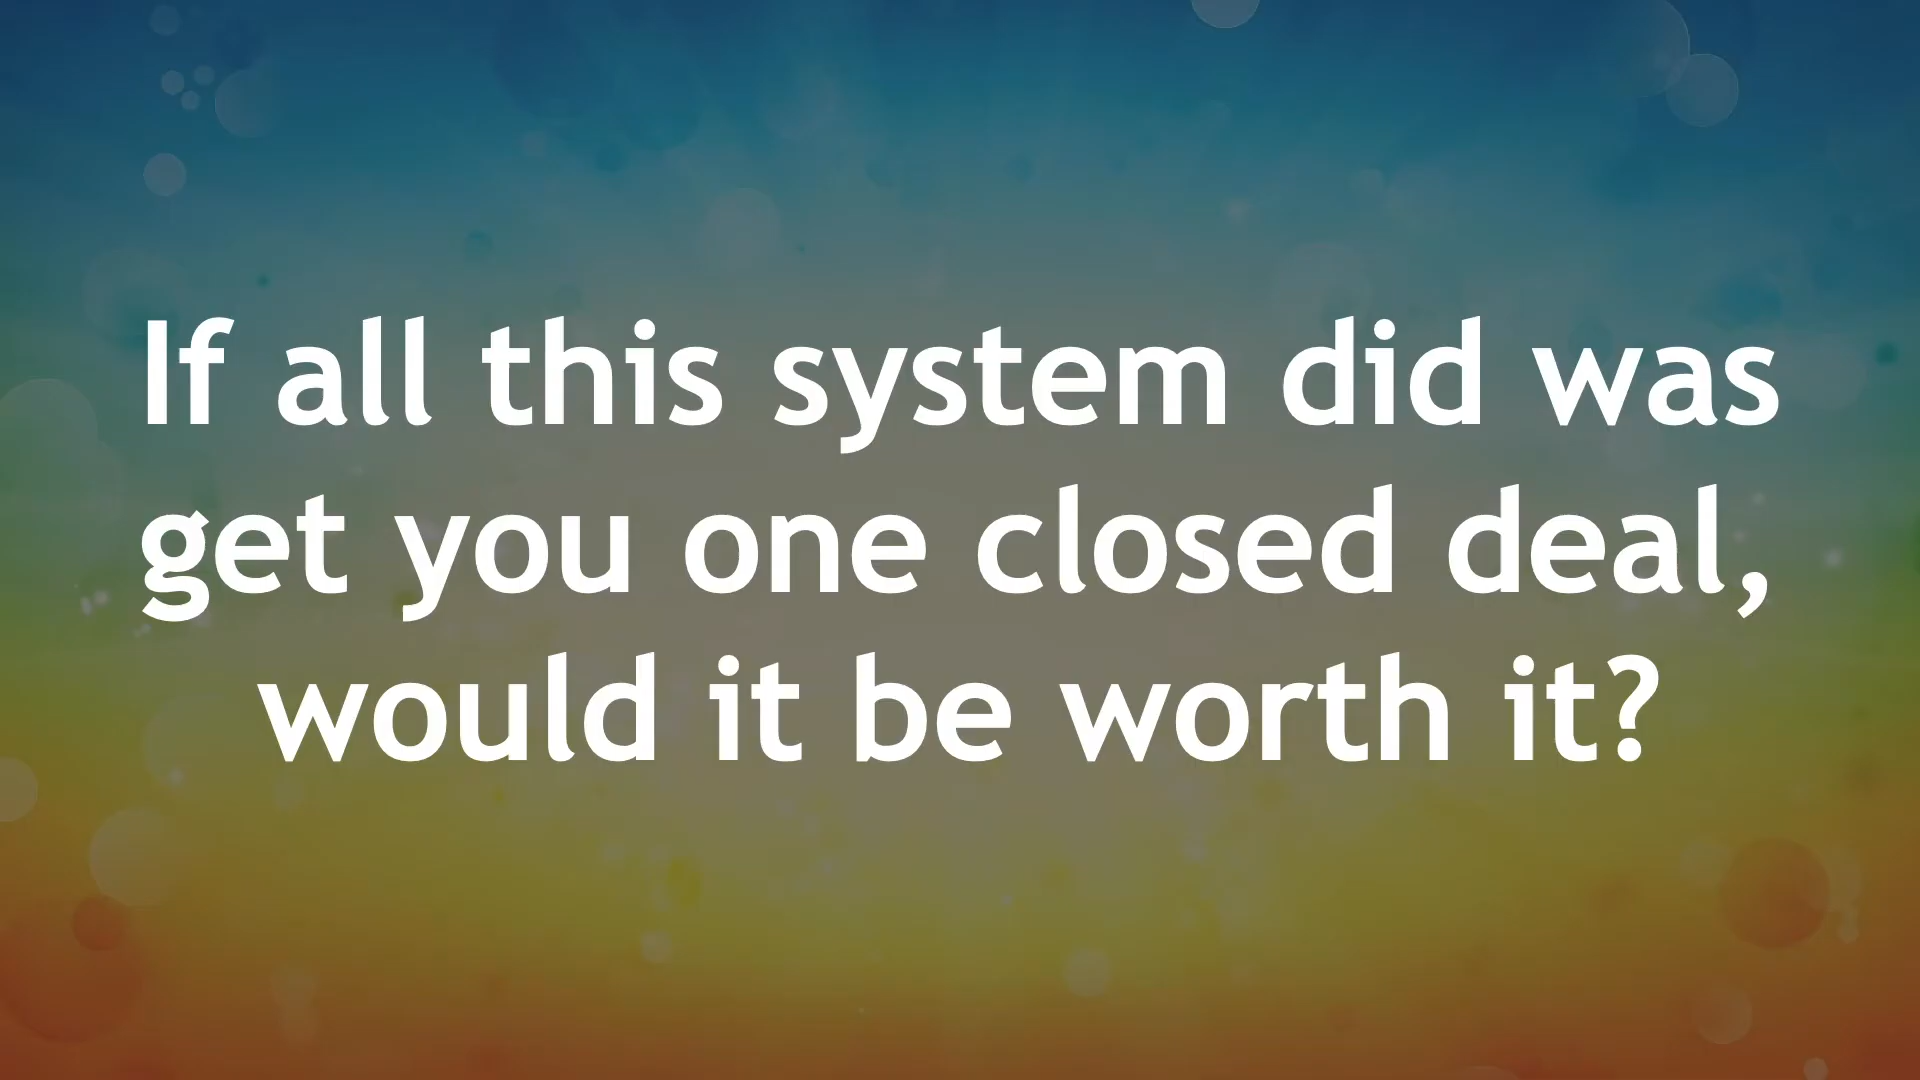 If all this system did was
get you one closed deal,
would it be worth it?